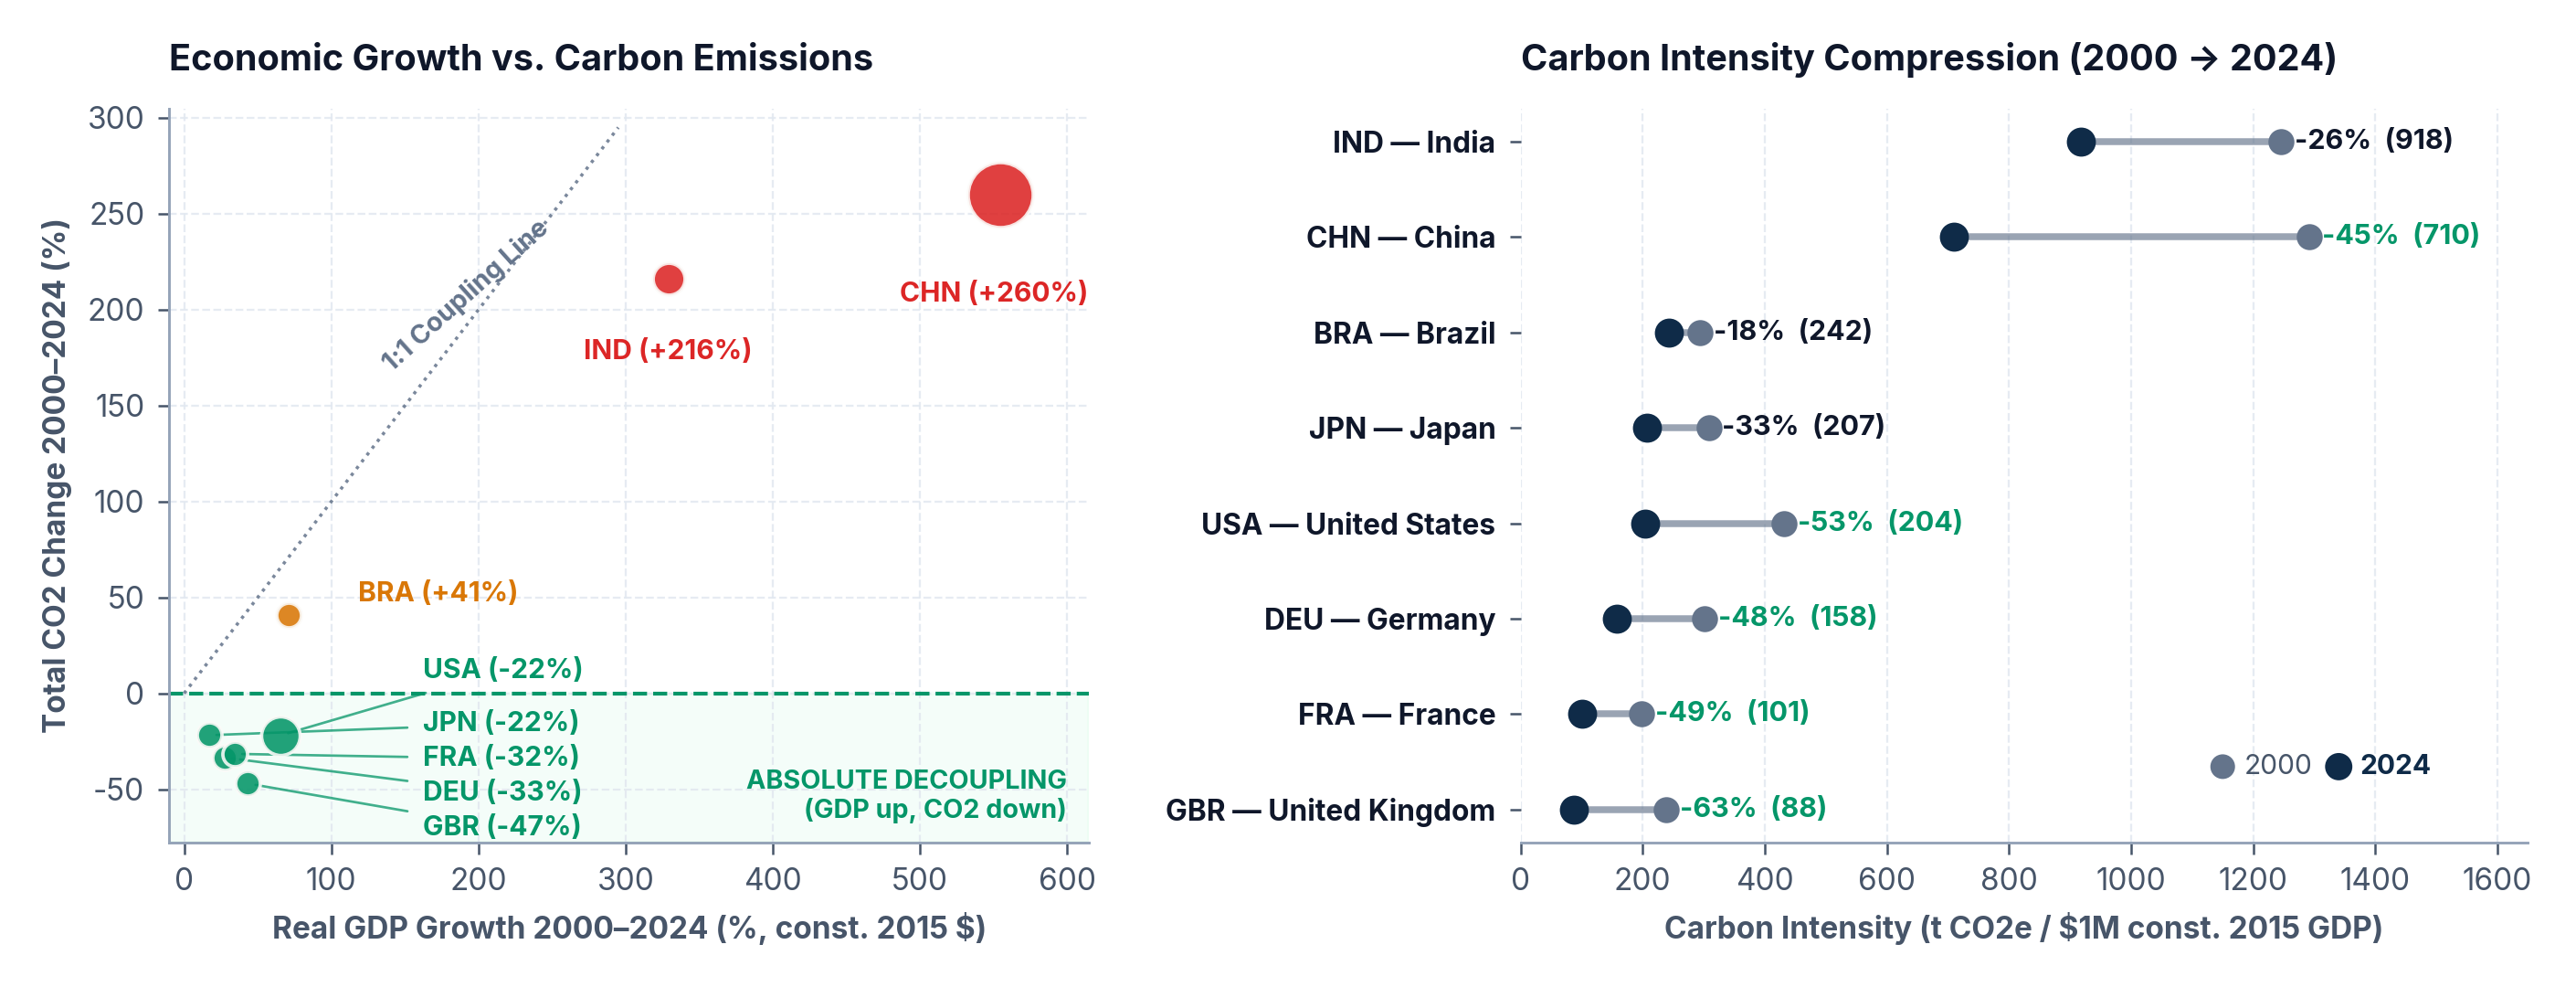 Economic Growth vs. Carbon Emissions
300
250
200
150
100
50
0
−50
Total CO2 Change 2000–2024 (%)
1:1 Coupling Line
CHN (+260%)
IND (+216%)
BRA (+41%)
USA (-22%)
JPN (-22%)
FRA (-32%)
DEU (-33%)
GBR (-47%)
ABSOLUTE DECOUPLING
(GDP up, CO2 down)
0 100 200 300 400 500 600
Real GDP Growth 2000–2024 (%, const. 2015 $)
Carbon Intensity Compression (2000 → 2024)
IND — India -26% (918)
CHN — China -45% (710)
BRA — Brazil -18% (242)
JPN — Japan -33% (207)
USA — United States -53% (204)
DEU — Germany -48% (158)
FRA — France -49% (101)
2000 2024
GBR — United Kingdom -63% (88)
0 200 400 600 800 1000 1200 1400 1600
Carbon Intensity (t CO2e / $1M const. 2015 GDP)